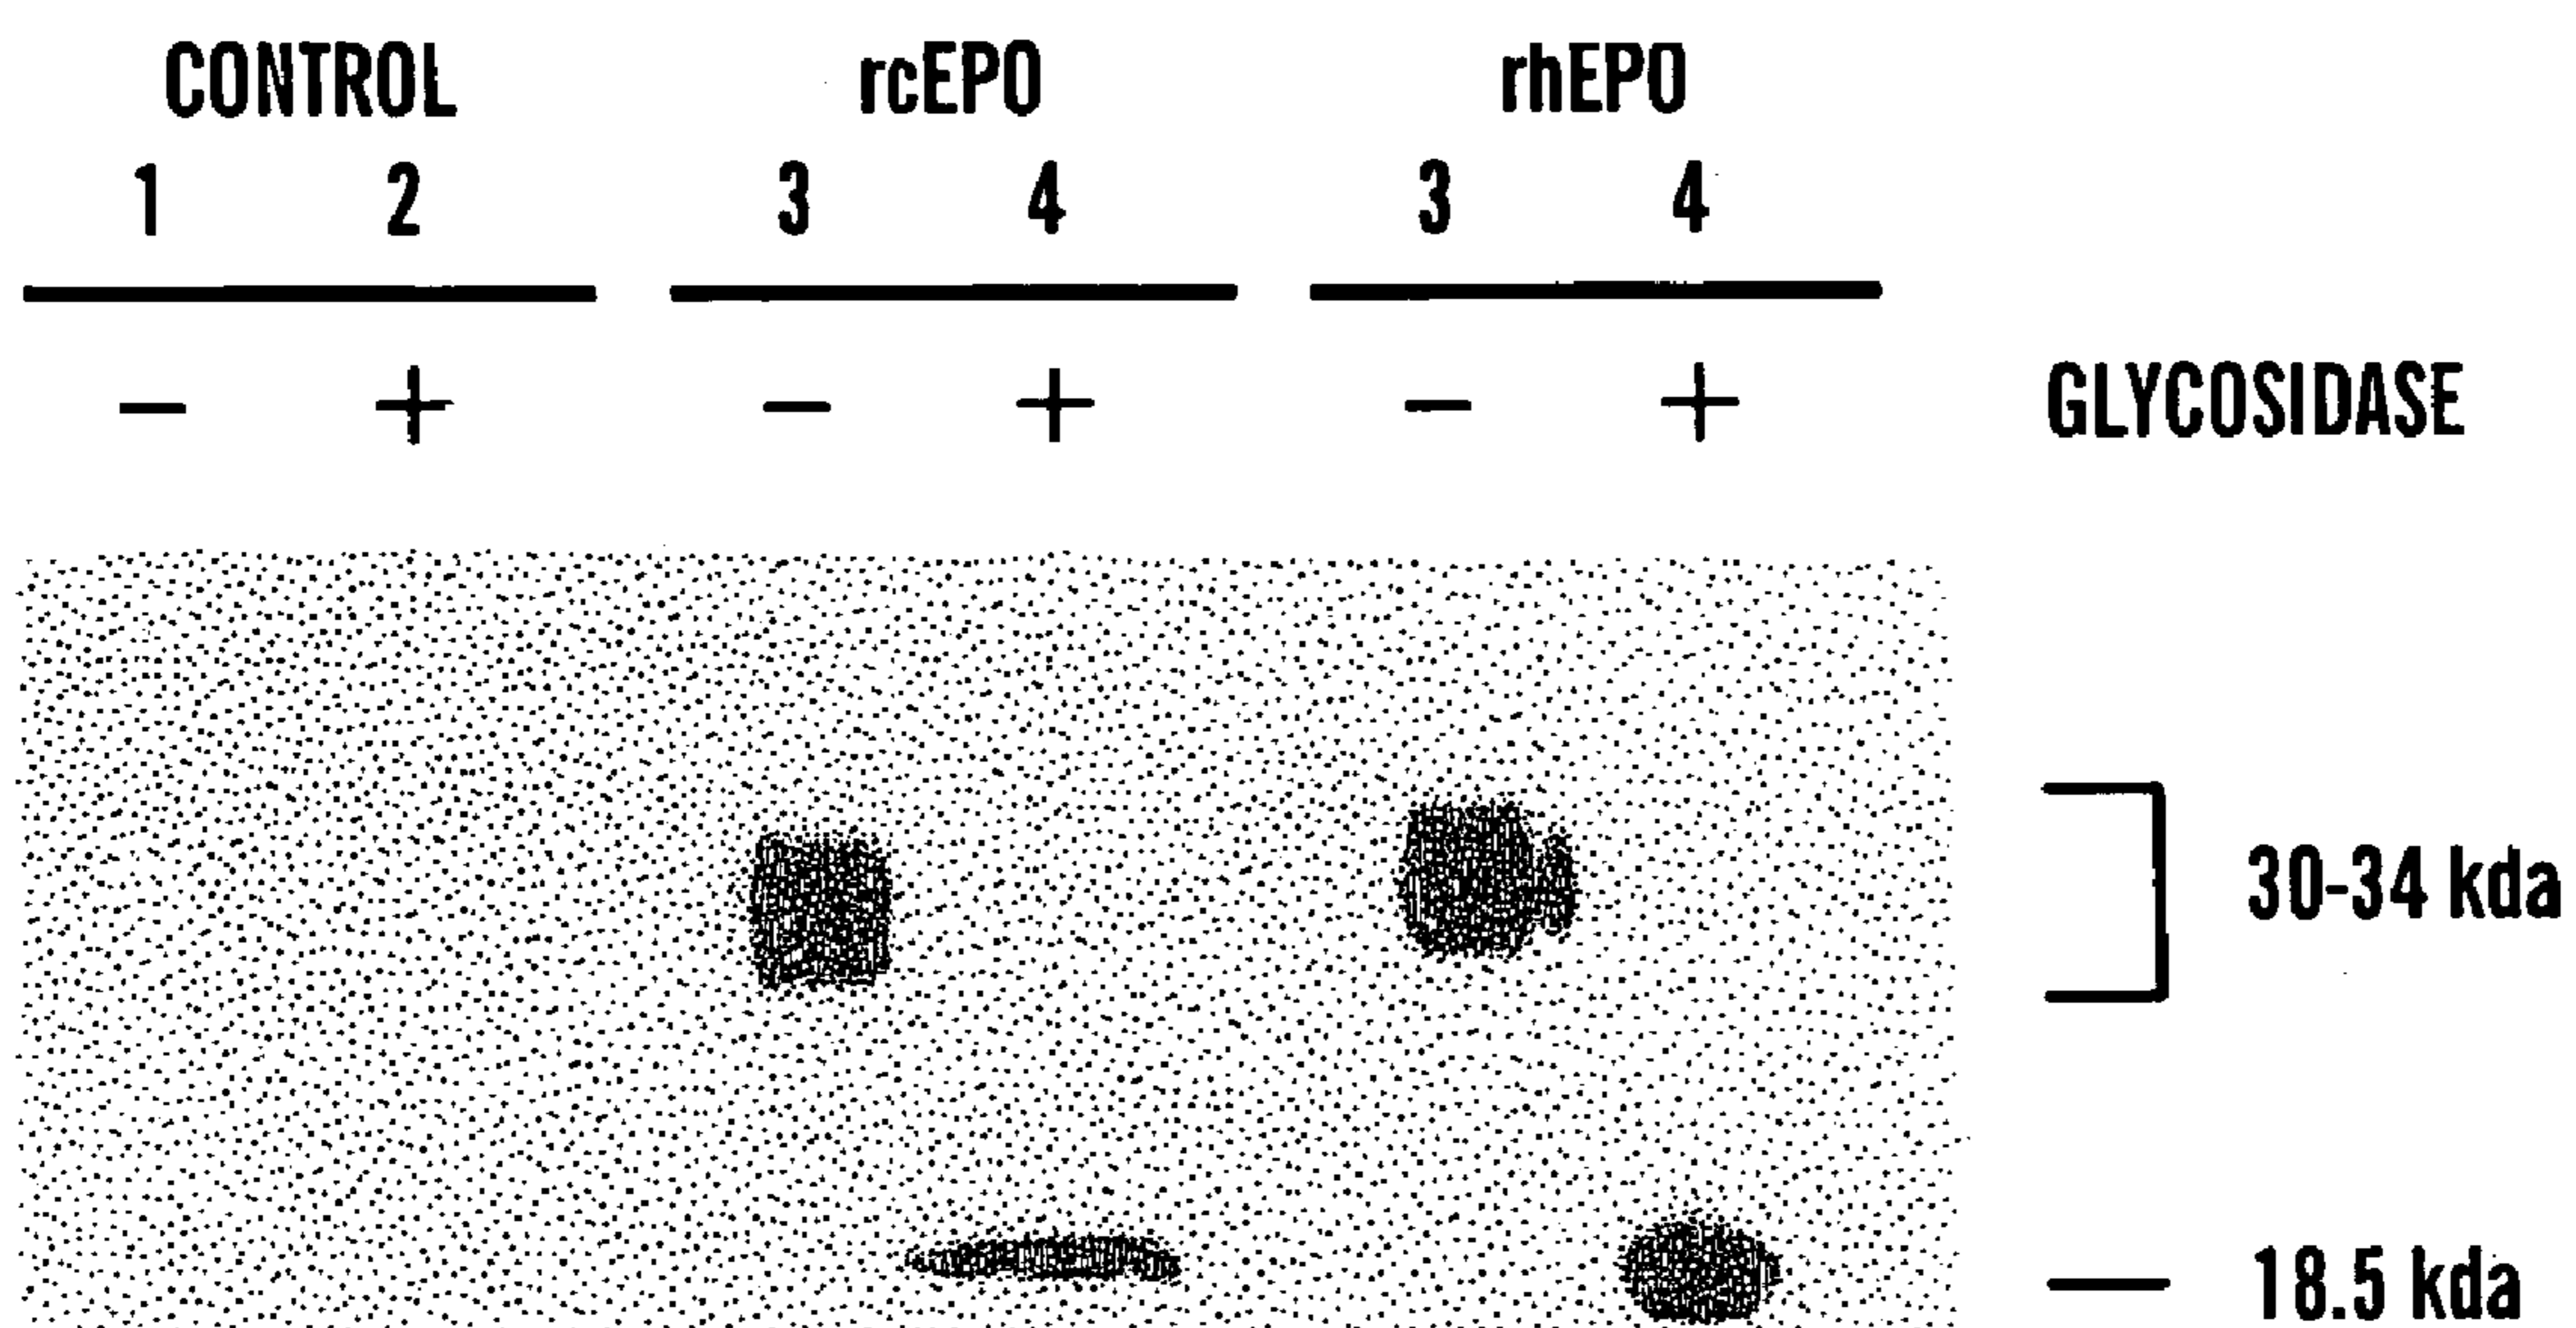 CONTROL rcEPO rhEPO
1 2 3 4 3 4
− + − + − + GLYCOSIDASE
30-34 kda
18.5 kda